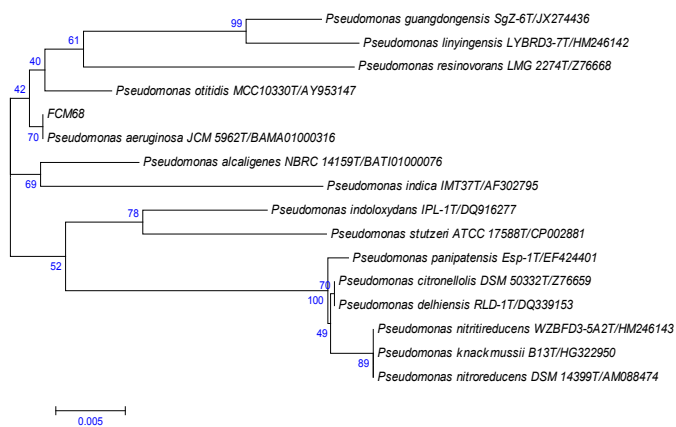 99
Pseudomonas guangdongensis SgZ-6T/JX274436
61
Pseudomonas linyingensis LYBRD3-7T/HM246142
40
Pseudomonas resinovorans LMG 2274T/Z76668
42
Pseudomonas otitidis MCC10330T/AY953147
FCM68
70
Pseudomonas aeruginosa JCM 5962T/BAMA01000316
Pseudomonas alcaligenes NBRC 14159T/BATI01000076
69
Pseudomonas indica IMT37T/AF302795
78
Pseudomonas indoloxydans IPL-1T/DQ916277
Pseudomonas stutzeri ATCC 17588T/CP002881
52
Pseudomonas panipatensis Esp-1T/EF424401
70
Pseudomonas citronellolis DSM 50332T/Z76659
100
Pseudomonas delhiensis RLD-1T/DQ339153
49
Pseudomonas nitritireducens WZBFD3-5A2T/HM246143
Pseudomonas knackmussii B13T/HG322950
89
Pseudomonas nitroreducens DSM 14399T/AM088474
0.005